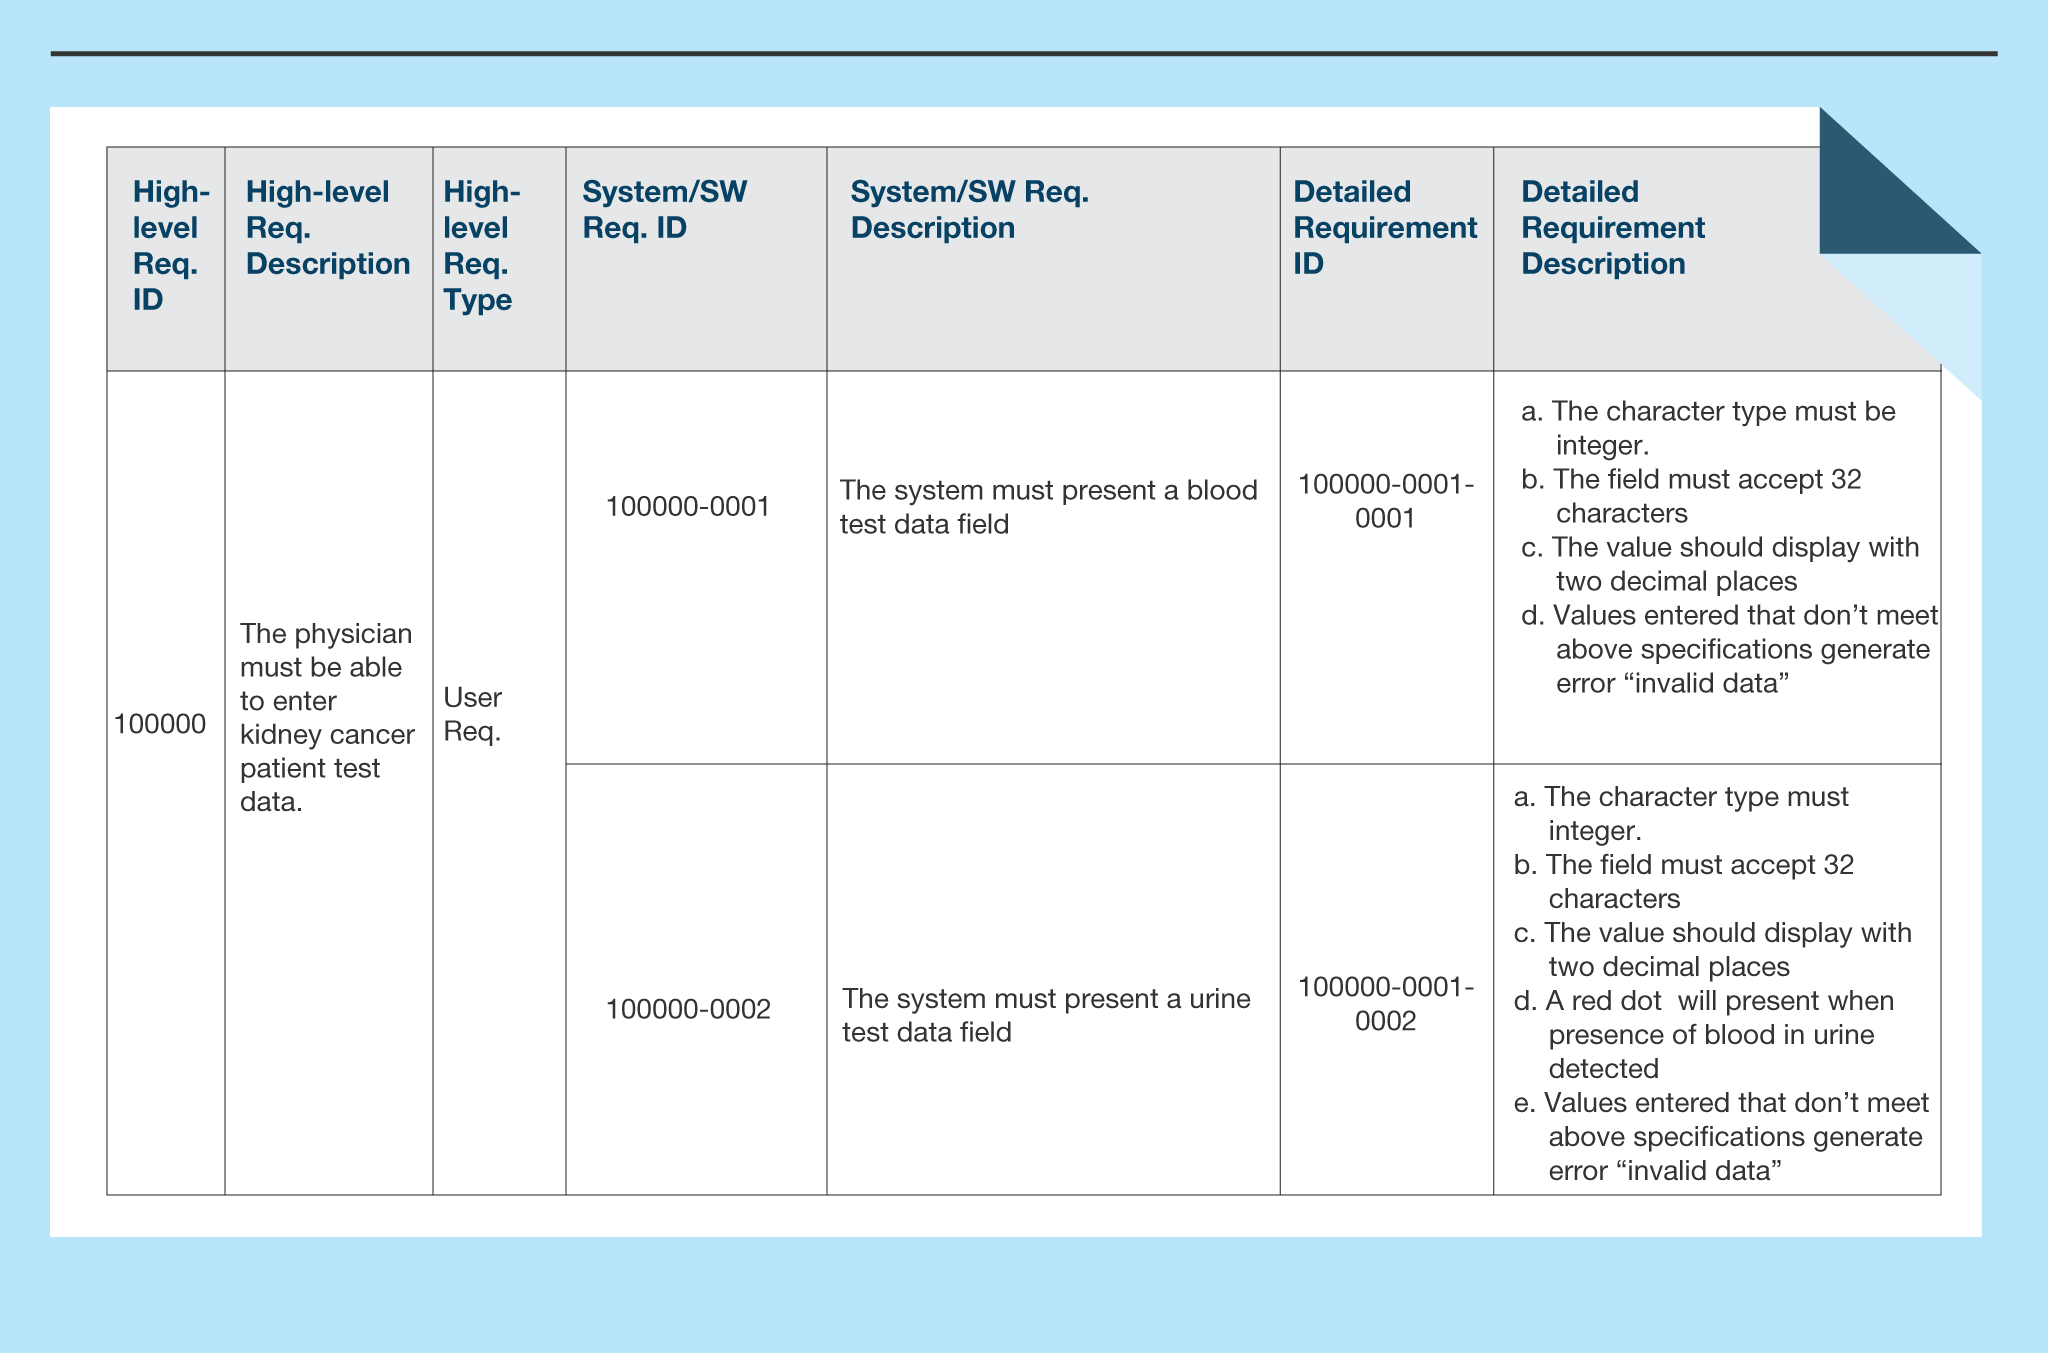 High-
level
Req.
ID
High-level
Req.
Description
High-
level
Req.
Type
System/SW
Req. ID
System/SW Req.
Description
Detailed
Requirement
ID
Detailed
Requirement
Description
100000
The physician
must be able
to enter
kidney cancer
patient test
data.
User
Req.
100000-0001
The system must present a blood
test data field
100000-0001-
0001
a. The character type must be
integer.
b. The field must accept 32
characters
c. The value should display with
two decimal places
d. Values entered that don’t meet
above specifications generate
error “invalid data”
100000-0002
The system must present a urine
test data field
100000-0001-
0002
a. The character type must
integer.
b. The field must accept 32
characters
c. The value should display with
two decimal places
d. A red dot  will present when
presence of blood in urine
detected
e. Values entered that don’t meet
above specifications generate
error “invalid data”